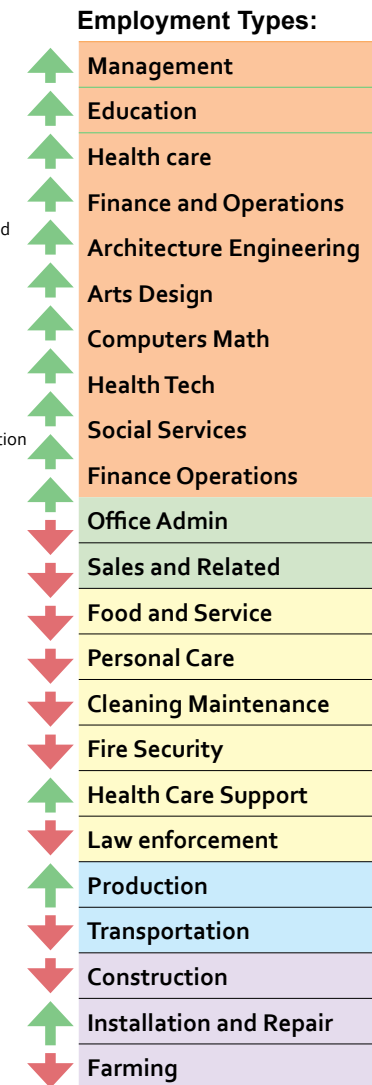 Employment Types:
Management
Education
Health care
Finance and Operations
d
Architecture Engineering
Arts Design
Computers Math
Health Tech
Social Services
tion
Finance Operations
Office Admin
Sales and Related
Food and Service
Personal Care
Cleaning Maintenance
Fire Security
Health Care Support
Law enforcement
Production
Transportation
Construction
Installation and Repair
Farming